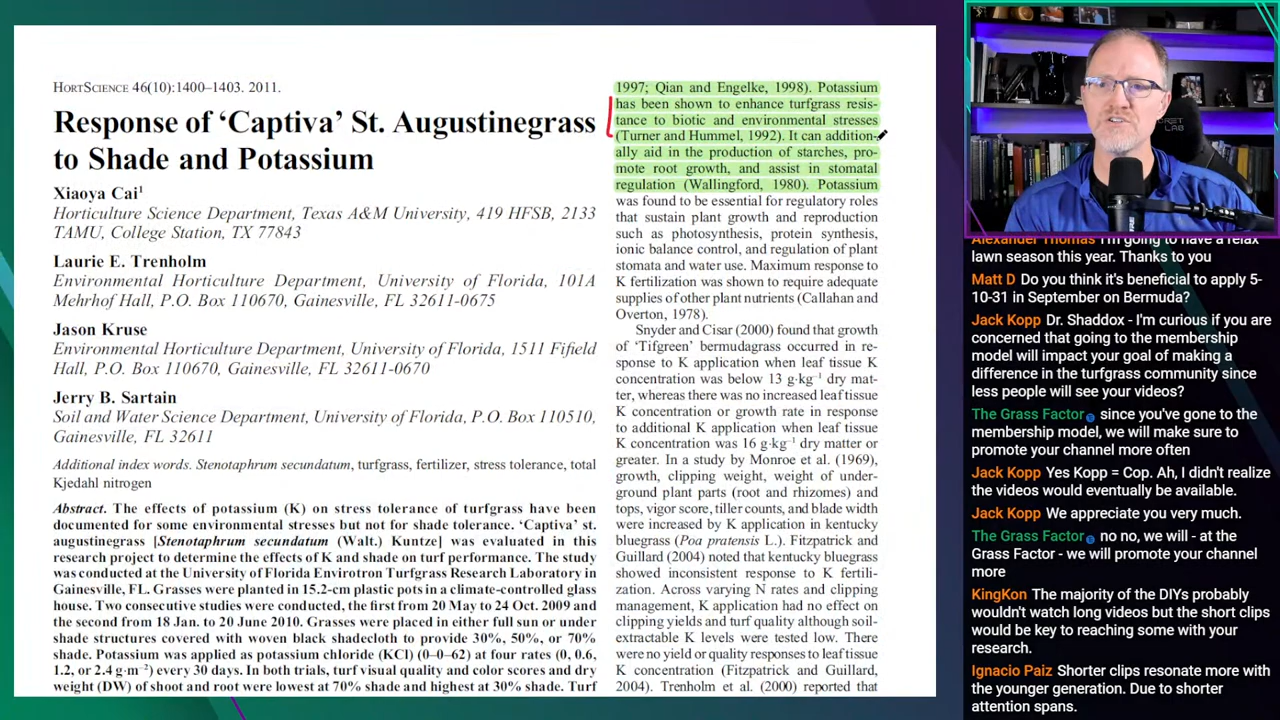 HORTSCIENCE 46(10):1400–1403. 2011.
Response of ‘Captiva’ St. Augustinegrass
to Shade and Potassium
Xiaoya Cai1
Horticulture Science Department, Texas A&M University, 419 HFSB, 2133
TAMU, College Station, TX 77843
Laurie E. Trenholm
Environmental Horticulture Department, University of Florida, 101A
Mehrhof Hall, P.O. Box 110670, Gainesville, FL 32611-0675
Jason Kruse
Environmental Horticulture Department, University of Florida, 1511 Fifield
Hall, P.O. Box 110670, Gainesville, FL 32611-0670
Jerry B. Sartain
Soil and Water Science Department, University of Florida, P.O. Box 110510,
Gainesville, FL 32611
Additional index words. Stenotaphrum secundatum, turfgrass, fertilizer, stress tolerance, total
Kjedahl nitrogen
Abstract. The effects of potassium (K) on stress tolerance of turfgrass have been
documented for some environmental stresses but not for shade tolerance. ‘Captiva’ st.
augustinegrass [Stenotaphrum secundatum (Walt.) Kuntze] was evaluated in this
research project to determine the effects of K and shade on turf performance. The study
was conducted at the University of Florida Envirotron Turfgrass Research Laboratory in
Gainesville, FL. Grasses were planted in 15.2-cm plastic pots in a climate-controlled glass
house. Two consecutive studies were conducted, the first from 20 May to 24 Oct. 2009 and
the second from 18 Jan. to 20 June 2010. Grasses were placed in either full sun or under
shade structures covered with woven black shadecloth to provide 30%, 50%, or 70%
shade. Potassium was applied as potassium chloride (KCl) (0–0–62) at four rates (0, 0.6,
1.2, or 2.4 g·m−2) every 30 days. In both trials, turf visual quality and color scores and dry
weight (DW) of shoot and root were lowest at 70% shade and highest at 30% shade. Turf
1997; Qian and Engelke, 1998). Potassium
has been shown to enhance turfgrass resis-
tance to biotic and environmental stresses
(Turner and Hummel, 1992). It can addition-
ally aid in the production of starches, pro-
mote root growth, and assist in stomatal
regulation (Wallingford, 1980). Potassium
was found to be essential for regulatory roles
that sustain plant growth and reproduction
such as photosynthesis, protein synthesis,
ionic balance control, and regulation of plant
stomata and water use. Maximum response to
K fertilization was shown to require adequate
supplies of other plant nutrients (Callahan and
Overton, 1978).
Snyder and Cisar (2000) found that growth
of ‘Tifgreen’ bermudagrass occurred in re-
sponse to K application when leaf tissue K
concentration was below 13 g·kg−1 dry mat-
ter, whereas there was no increased leaf tissue
K concentration or growth rate in response
to additional K application when leaf tissue
K concentration was 16 g·kg−1 dry matter or
greater. In a study by Monroe et al. (1969),
growth, clipping weight, weight of under-
ground plant parts (root and rhizomes) and
tops, vigor score, tiller counts, and blade width
were increased by K application in kentucky
bluegrass (Poa pratensis L.). Fitzpatrick and
Guillard (2004) noted that kentucky bluegrass
showed inconsistent response to K fertili-
zation. Across varying N rates and clipping
management, K application had no effect on
clipping yields and turf quality although soil-
extractable K levels were tested low. There
were no yield or quality responses to leaf tissue
K concentration (Fitzpatrick and Guillard,
2004). Trenholm et al. (2000) reported that
Alexander Thomas I'm going to have a relax
lawn season this year. Thanks to you
Matt D Do you think it's beneficial to apply 5-
10-31 in September on Bermuda?
Jack Kopp Dr. Shaddox - I'm curious if you are
concerned that going to the membership
model will impact your goal of making a
difference in the turfgrass community since
less people will see your videos?
The Grass Factor since you've gone to the
membership model, we will make sure to
promote your channel more often
Jack Kopp Yes Kopp = Cop. Ah, I didn't realize
the videos would eventually be available.
Jack Kopp We appreciate you very much.
The Grass Factor no no, we will - at the
Grass Factor - we will promote your channel
more
KingKon The majority of the DIYs probably
wouldn't watch long videos but the short clips
would be key to reaching some with your
research.
Ignacio Paiz Shorter clips resonate more with
the younger generation. Due to shorter
attention spans.